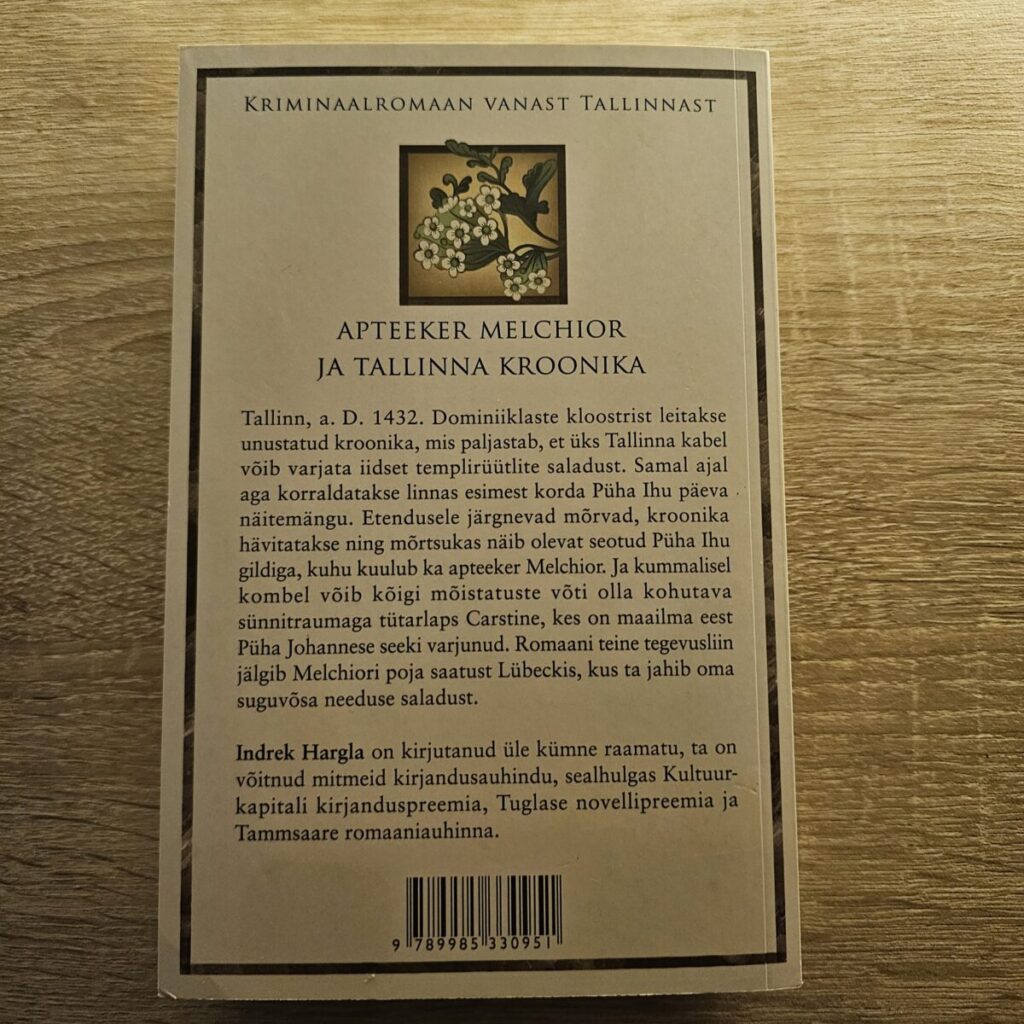 Kriminaalromaan vanast Tallinnast
APTEEKER MELCHIOR
JA TALLINNA KROONIKA
Tallinn, a. D. 1432. Dominiiklaste kloostrist leitakse
unustatud kroonika, mis paljastab, et üks Tallinna kabel
võib varjata iidset templirüütlite saladust. Samal ajal
aga korraldatakse linnas esimest korda Püha Ihu päeva
näitemängu. Etendusele järgnevad mõrvad, kroonika
hävitatakse ning mõrtsukas näib olevat seotud Püha Ihu
gildiga, kuhu kuulub ka apteeker Melchior. Ja kummalisel
kombel võib kõigi mõistatuste võti olla kohutava
sünnitraumaga tütarlaps Carstine, kes on maailma eest
Püha Johannese seeki varjunud. Romaani teine tegevusliin
jälgib Melchiori poja saatust Lübeckis, kus ta jahib oma
suguvõsa needuse saladust.
Indrek Hargla on kirjutanud üle kümne raamatu, ta on
võitnud mitmeid kirjandusauhindu, sealhulgas Kultuur-
kapitali kirjanduspreemia, Tuglase novellipreemia ja
Tammsaare romaaniauhinna.
9 789985 330951